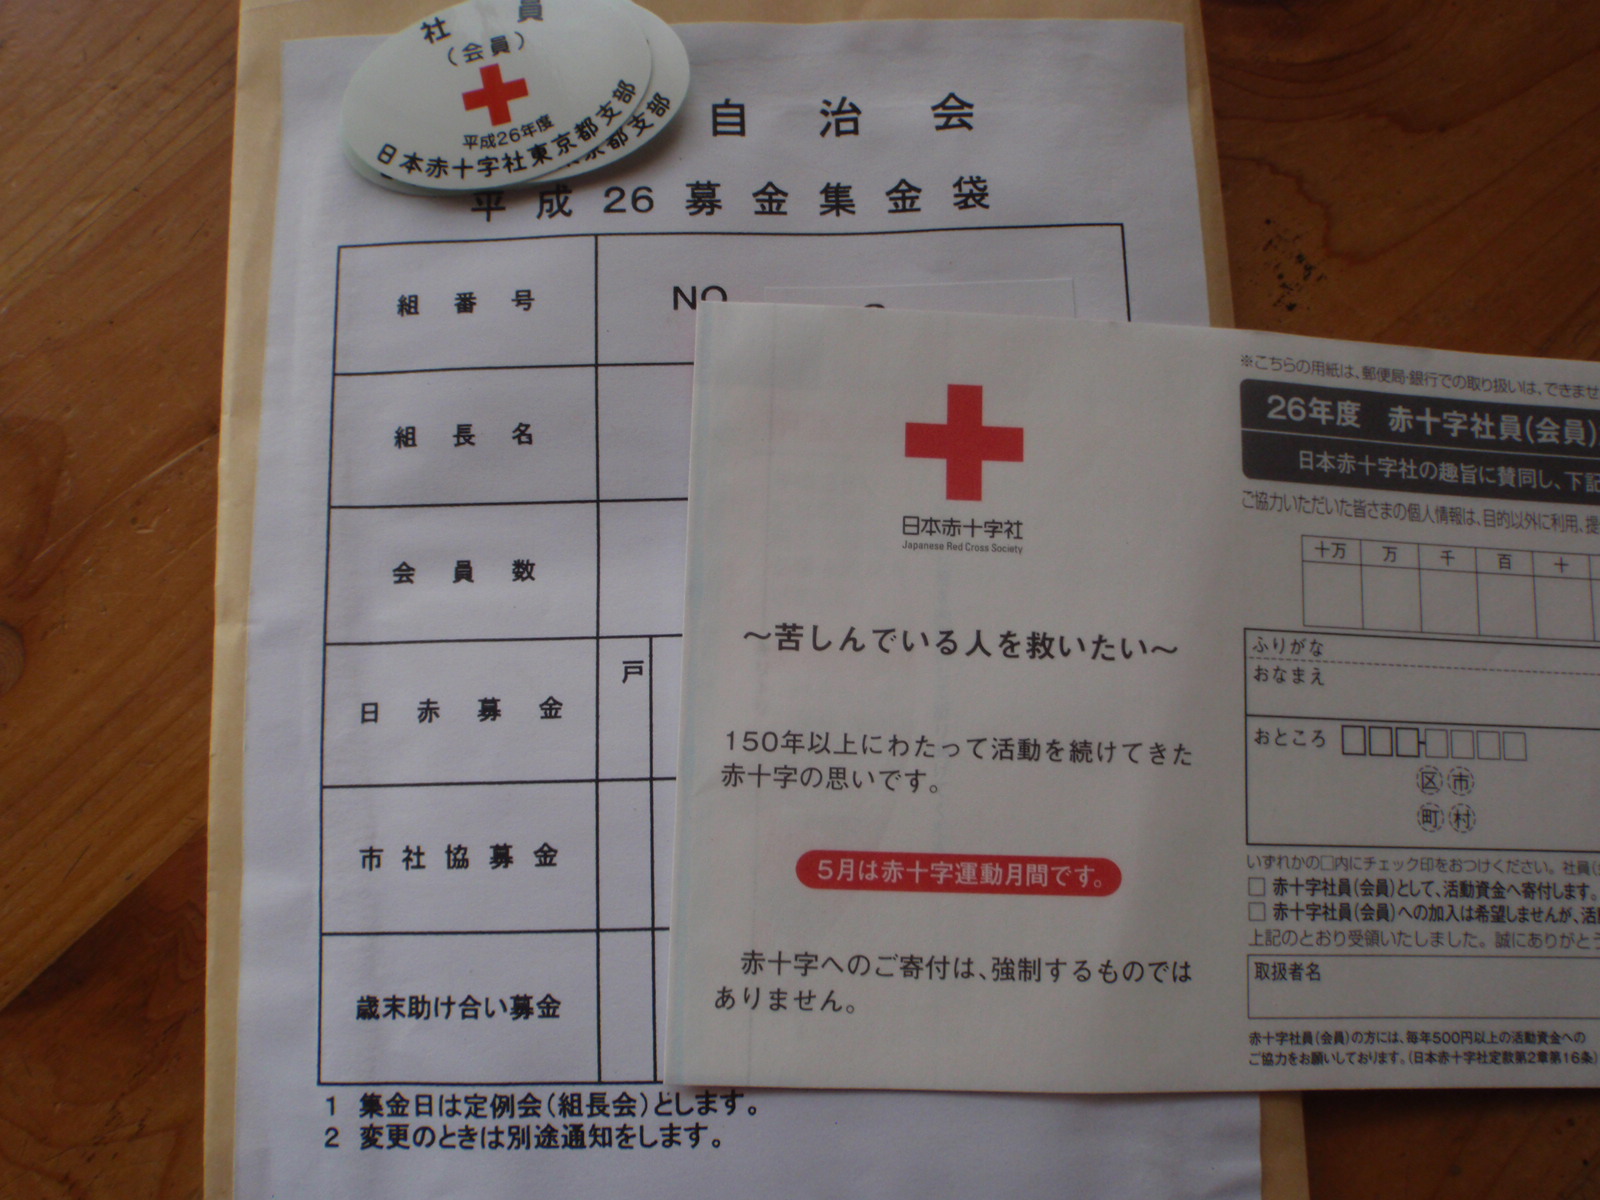 社員
(会員)
平成26年度
日本赤十字社東京都支部
京都支部
自治会
平成26募金集金袋
組番号
NO
組長名
会員数
日赤募金
戸
市社協募金
歳末助け合い募金
1 集金日は定例会(組長会)とします。
2 変更のときは別途通知をします。
日本赤十字社
Japanese Red Cross Society
～苦しんでいる人を救いたい～
150年以上にわたって活動を続けてきた
赤十字の思いです。
5月は赤十字運動月間です。
赤十字へのご寄付は、強制するものでは
ありません。
※こちらの用紙は、郵便局・銀行での取り扱いは、できませ
26年度 赤十字社員(会員)
日本赤十字社の趣旨に賛同し、下記
ご協力いただいた皆さまの個人情報は、目的以外に利用、提
十万 万 千 百 十
ふりがな
おなまえ
おところ
区 市
町 村
いずれかの□内にチェック印をおつけください。社員(
□ 赤十字社員(会員)として、活動資金へ寄付します。
□ 赤十字社員(会員)への加入は希望しませんが、活
上記のとおり受領いたしました。誠にありがとう
取扱者名
赤十字社員(会員)の方には、毎年500円以上の活動資金への
ご協力をお願いしております。(日本赤十字社定款第2章第16条)